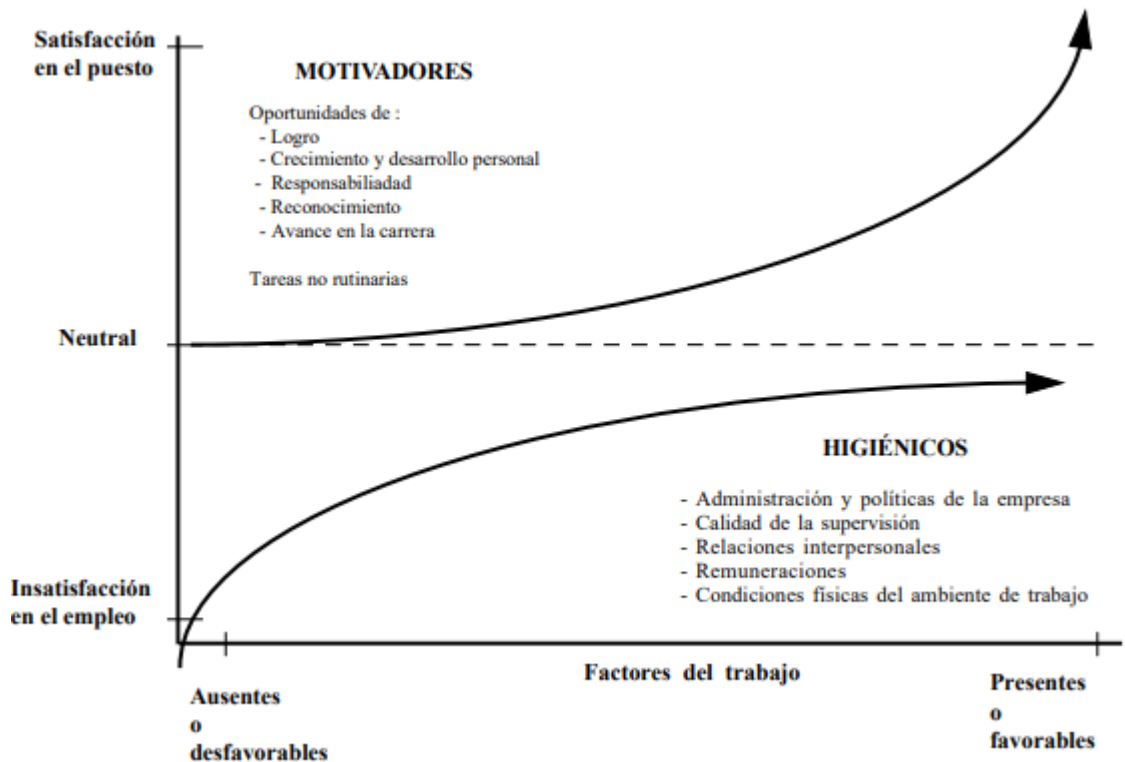 Satisfacción
en el puesto
MOTIVADORES
Oportunidades de :
- Logro
- Crecimiento y desarrollo personal
- Responsabiliadad
- Reconocimiento
- Avance en la carrera
Tareas no rutinarias
Neutral
HIGIÉNICOS
- Administración y políticas de la empresa
- Calidad de la supervisión
- Relaciones interpersonales
- Remuneraciones
- Condiciones físicas del ambiente de trabajo
Insatisfacción
en el empleo
Factores del trabajo
Ausentes
o
desfavorables
Presentes
o
favorables